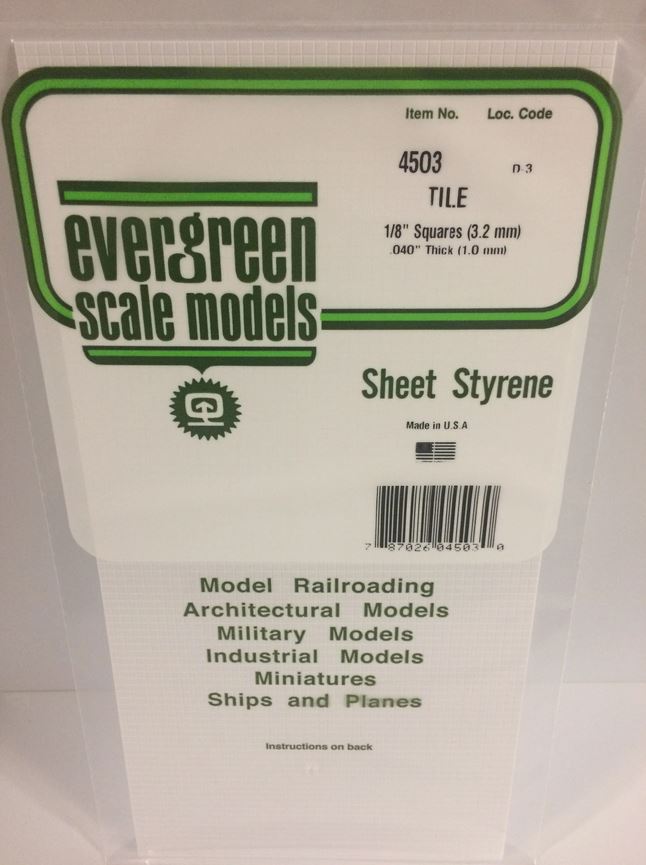 Item No. Loc. Code
4503 D-3
TILE
1/8" Squares (3.2 mm)
.040" Thick (1.0 mm)
evergreen
scale models
Sheet Styrene
Made in U.S.A
7 87026 04503 0
Model Railroading
Architectural Models
Military Models
Industrial Models
Miniatures
Ships and Planes
Instructions on back